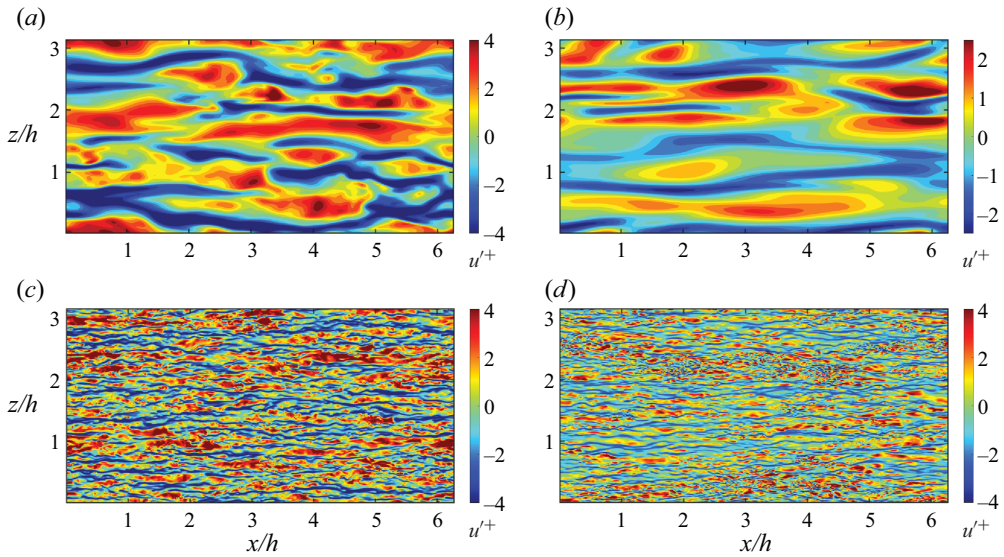 (a) (b)
3 4 3 2
2 2 2 1
z/h 0 0
1 –2 1 –1
–4 –2
1 2 3 4 5 6 u′+ 1 2 3 4 5 6 u′+
(c) (d)
3 4 3 4
2 2 2 2
z/h 0 0
1 –2 1 –2
–4 –4
1 2 3 4 5 6 u′+ 1 2 3 4 5 6 u′+
x/h x/h